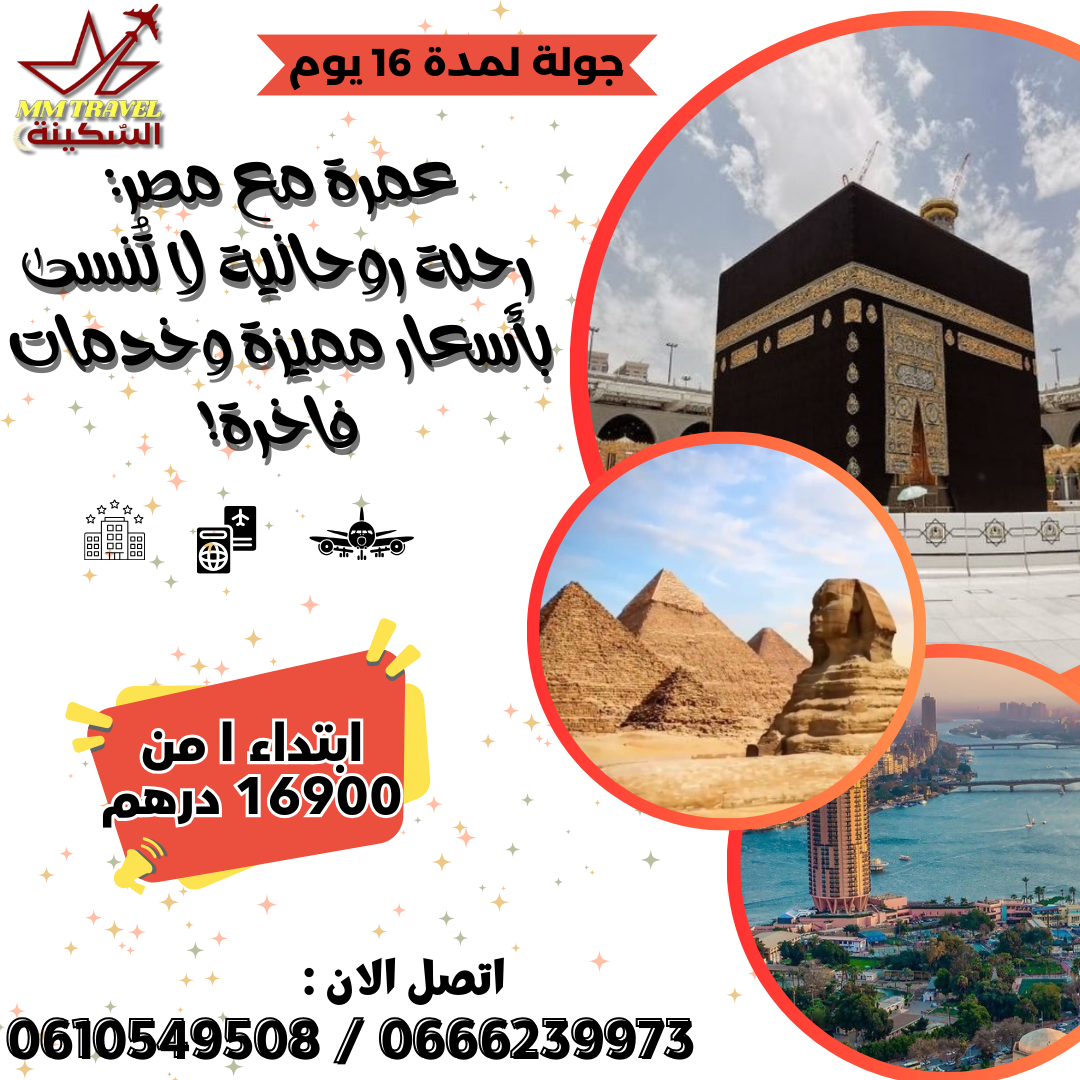 MM TRAVEL
السكينة
جولة لمدة 16 يوم
عمرة مع مصر:
رحلة روحانية لا تُنسى
بأسعار مميزة وخدمات
فاخرة!
ابتداء ا من
16900 درهم
اتصل الان :
0610549508 / 0666239973